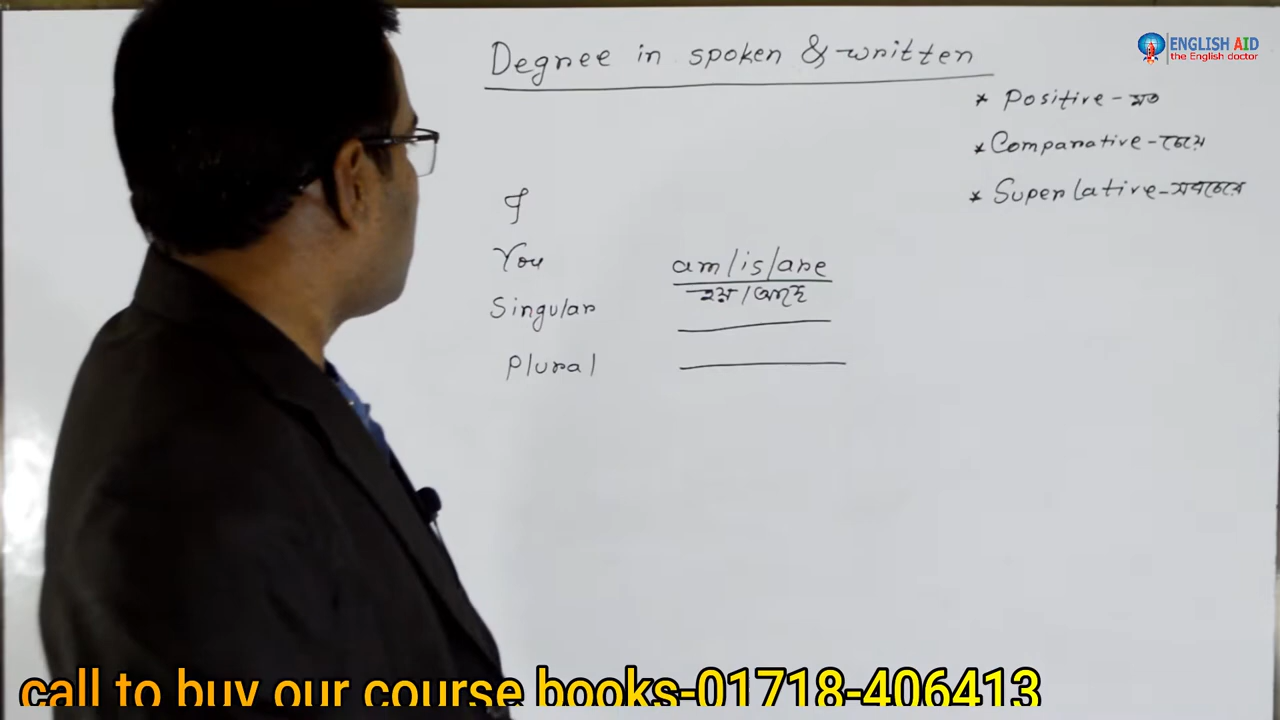 Degree in spoken & written
ENGLISH AID
the English doctor
* Positive - মত
* Comparative - চেয়ে
* Superlative - সবচেয়ে
I
You
am/is/are
হয়/
Singular
Plural
call to buy our course books-01718-406413